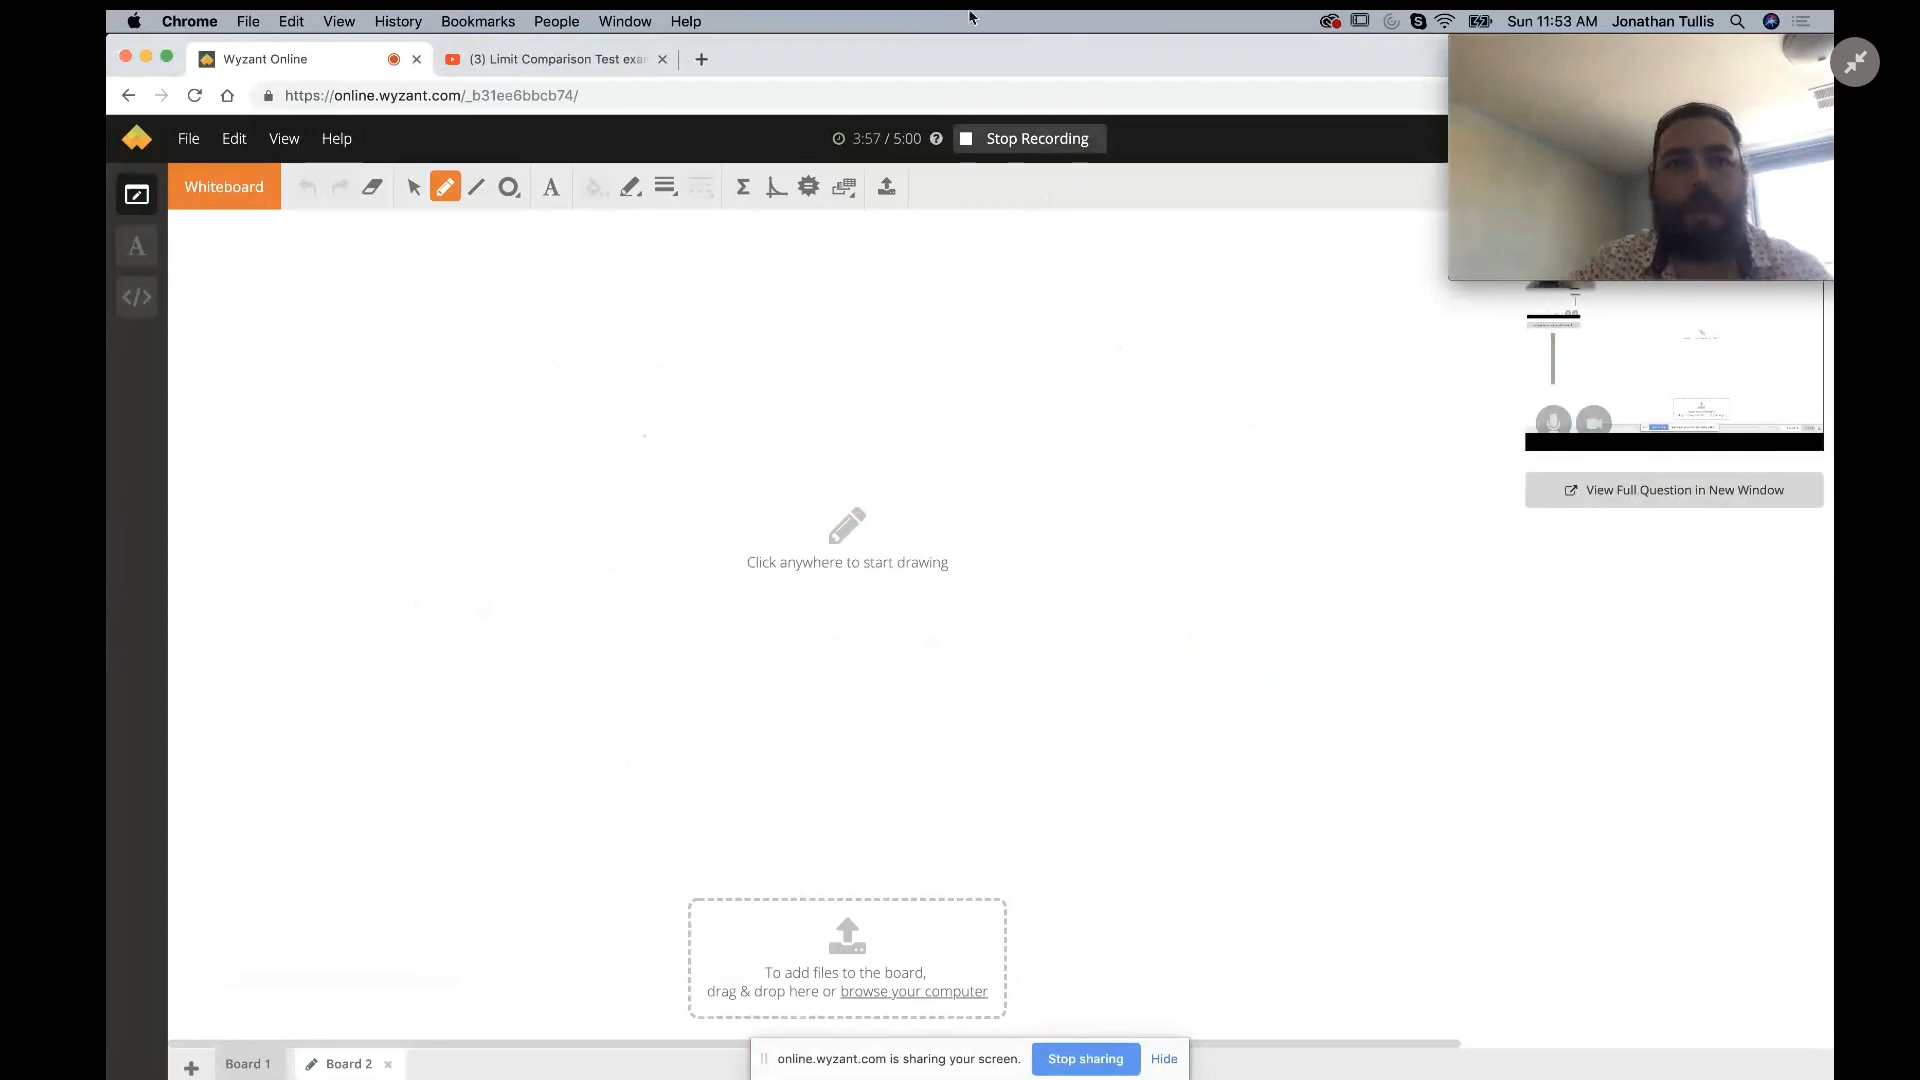 Chrome File Edit View History Bookmarks People Window Help Sun 11:53 AM Jonathan Tullis
Wyzant Online (3) Limit Comparison Test exa
https://online.wyzant.com/_b31ee6bbcb74/
File Edit View Help 3:57 / 5:00 Stop Recording
Whiteboard
View Full Question in New Window
Click anywhere to start drawing
To add files to the board,
drag & drop here or browse your computer
online.wyzant.com is sharing your screen. Stop sharing Hide
Board 1 Board 2